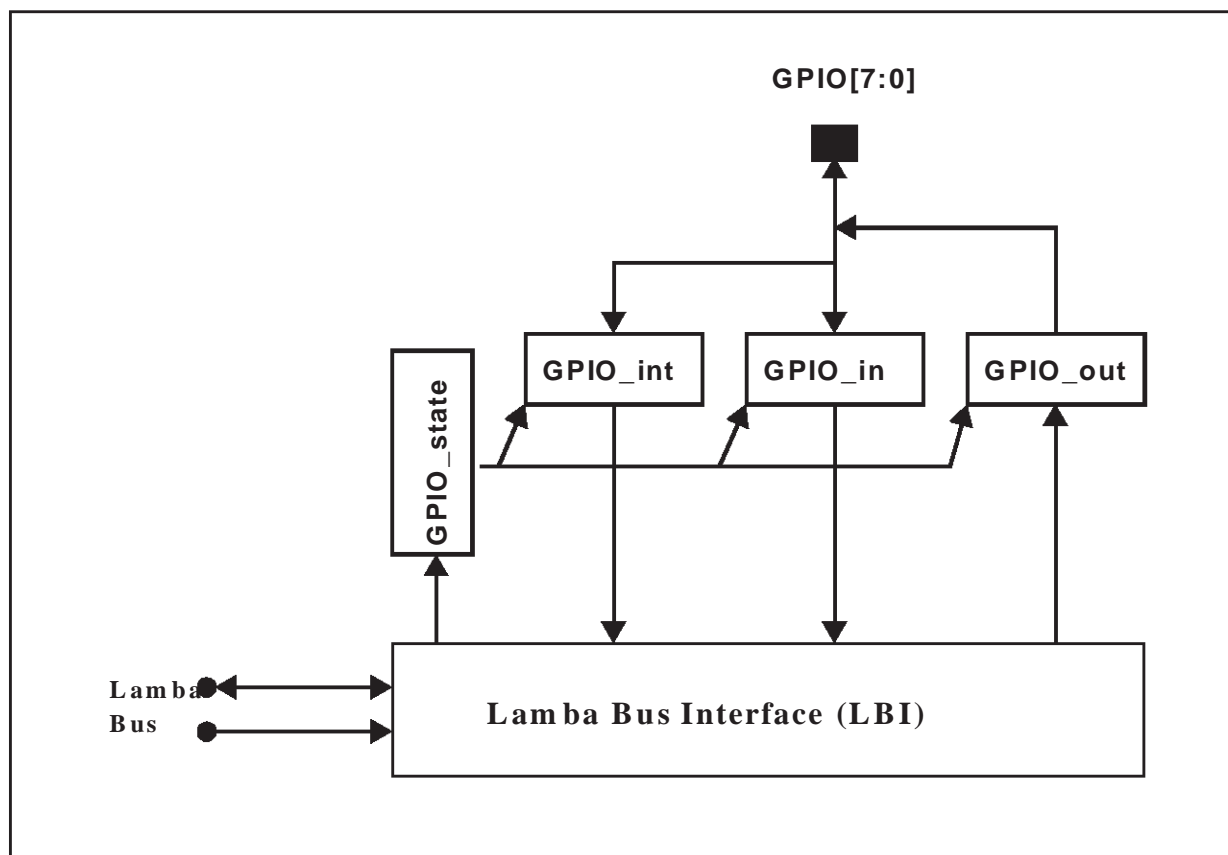 GPIO[7:0]
GPIO_int
GPIO_in
GPIO_out
GPIO_state
Lamba
Bus
Lamba Bus Interface (LBI)